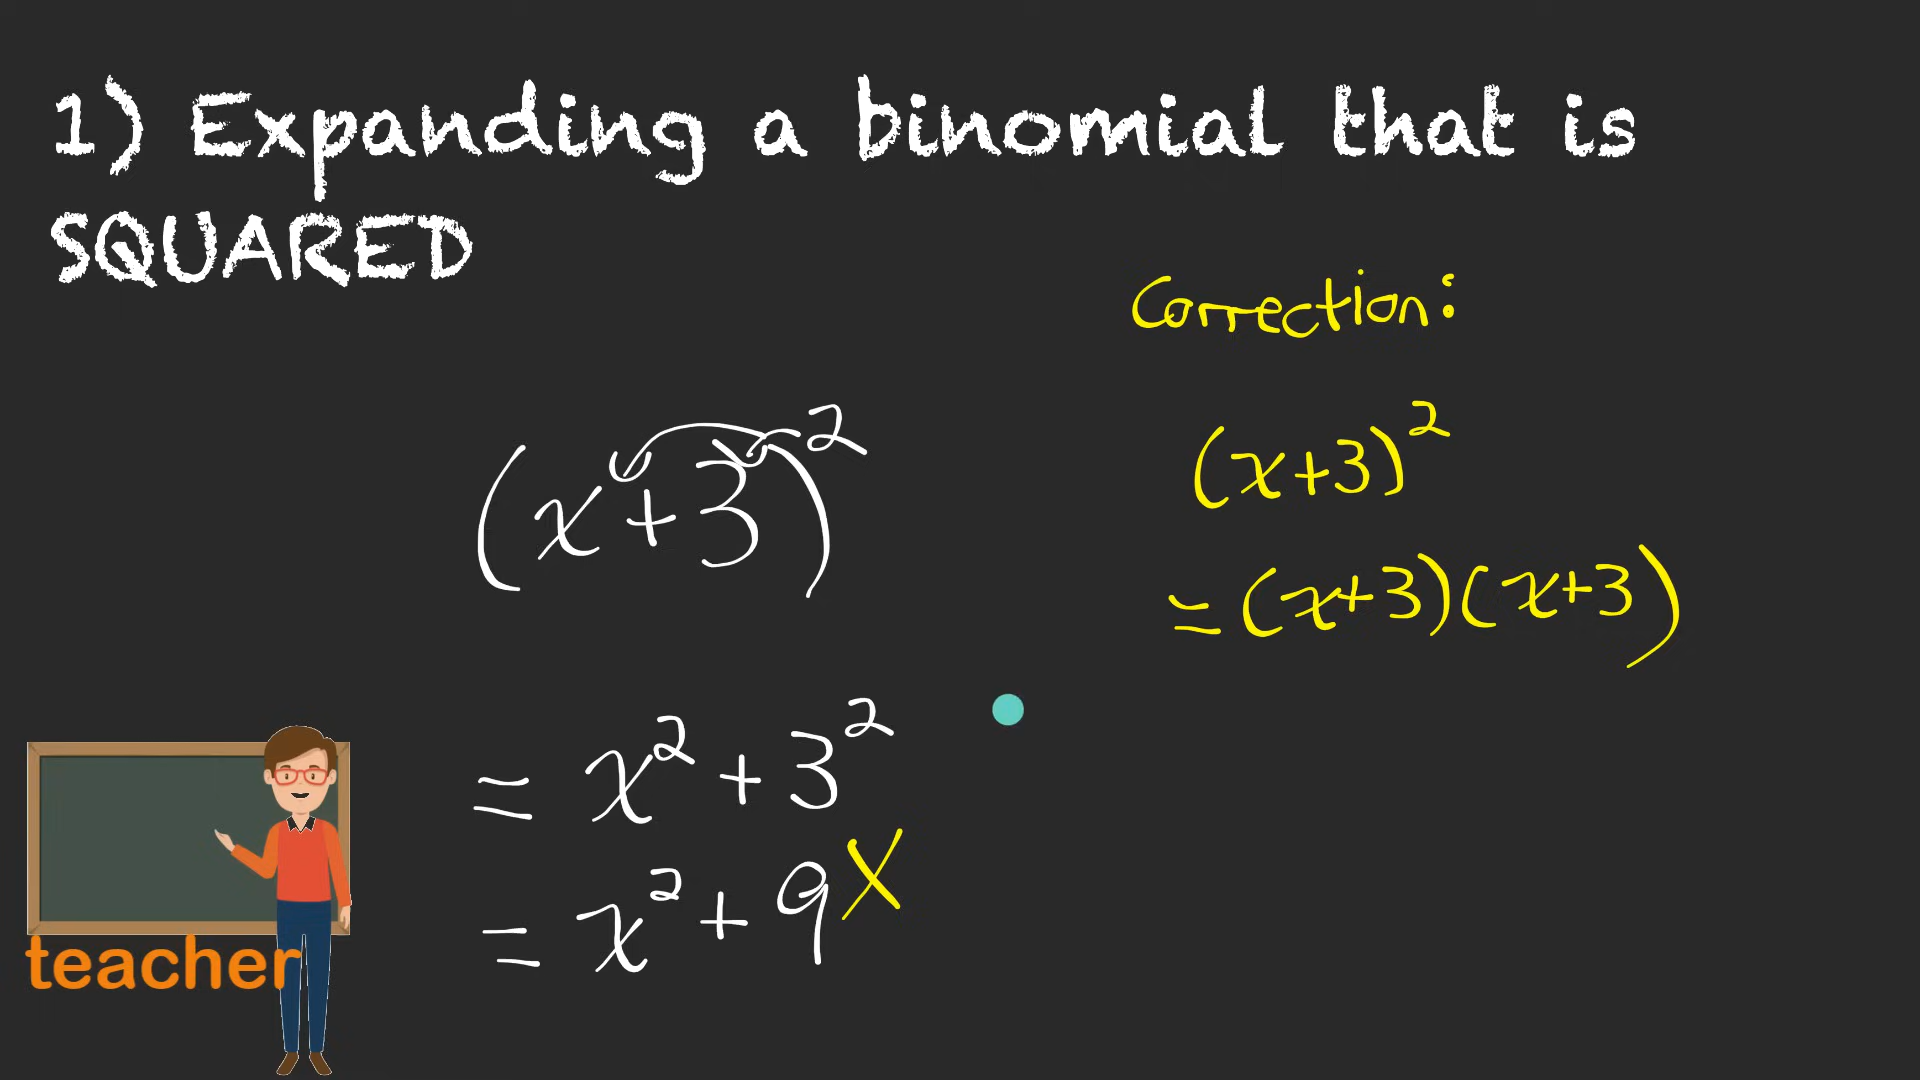 1) Expanding a binomial that is
SQUARED
Correction:
(x+3)²
= x² + 3²
= x² + 9 X
(x+3)²
=(x+3)(x+3)
teacher